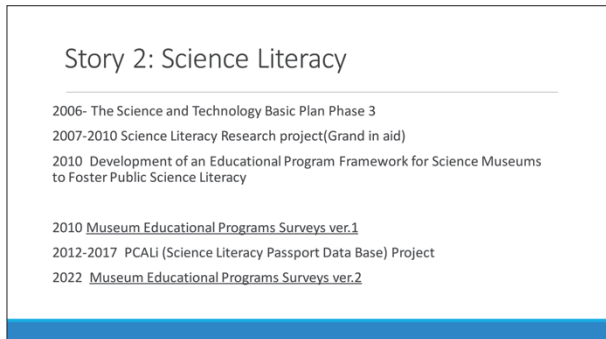 Story 2: Science Literacy
2006- The Science and Technology Basic Plan Phase 3
2007-2010 Science Literacy Research project(Grand in aid)
2010  Development of an Educational Program Framework for Science Museums
to Foster Public Science Literacy
2010 Museum Educational Programs Surveys ver.1
2012-2017  PCALi (Science Literacy Passport Data Base) Project
2022  Museum Educational Programs Surveys ver.2